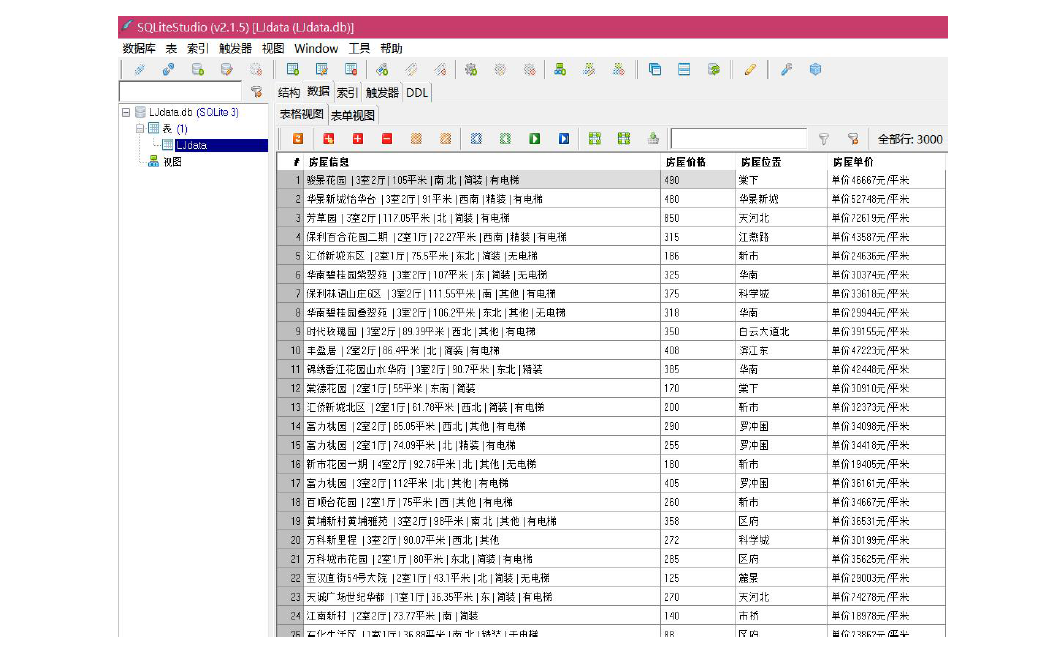 SQLiteStudio (v2.1.5) [LJdata (LJdata.db)]
数据库 表 索引 触发器 视图 Window 工具 帮助
结构 数据 索引 触发器 DDL
LJdata.db (SQLite 3)
表 (1)
LJdata
视图
表格视图 表单视图
全部行: 3000
# 房屋信息 房屋价格 房屋位置 房屋单价
1 骏景花园 | 3室2厅 | 105平米 | 南 北 | 简装 | 有电梯 490 棠下 单价46667元/平米
2 华景新城怡华台 | 3室2厅 | 91平米 | 西南 | 精装 | 有电梯 480 华景新城 单价52748元/平米
3 芳草园 | 3室2厅 | 117.05平米 | 北 | 简装 | 有电梯 850 天河北 单价72619元/平米
4 保利百合花园二期 | 2室1厅 | 72.27平米 | 西南 | 精装 | 有电梯 315 江燕路 单价43587元/平米
5 汇侨新城东区 | 2室1厅 | 75.5平米 | 东北 | 简装 | 无电梯 186 新市 单价24636元/平米
6 华南碧桂园紫翠苑 | 3室2厅 | 107平米 | 东 | 简装 | 无电梯 325 华南 单价30374元/平米
7 保利林语山庄6区 | 3室2厅 | 111.55平米 | 南 | 其他 | 有电梯 375 科学城 单价33618元/平米
8 华南碧桂园叠翠苑 | 3室2厅 | 106.2平米 | 东北 | 其他 | 无电梯 318 华南 单价29944元/平米
9 时代玫瑰园 | 3室2厅 | 89.39平米 | 西北 | 其他 | 有电梯 350 白云大道北 单价39155元/平米
10 丰盈居 | 2室2厅 | 86.4平米 | 北 | 简装 | 有电梯 408 滨江东 单价47223元/平米
11 锦绣香江花园山水华府 | 3室2厅 | 90.7平米 | 东北 | 精装 385 华南 单价42448元/平米
12 棠德花园 | 2室1厅 | 55平米 | 东南 | 简装 170 棠下 单价30910元/平米
13 汇侨新城北区 | 2室1厅 | 61.78平米 | 西北 | 简装 | 有电梯 200 新市 单价32373元/平米
14 富力桃园 | 2室2厅 | 85.05平米 | 西北 | 其他 | 有电梯 290 罗冲围 单价34098元/平米
15 富力桃园 | 2室1厅 | 74.09平米 | 北 | 精装 | 有电梯 255 罗冲围 单价34418元/平米
16 新市花园一期 | 4室2厅 | 92.76平米 | 北 | 其他 | 无电梯 180 新市 单价19405元/平米
17 富力桃园 | 3室2厅 | 112平米 | 北 | 其他 | 有电梯 405 罗冲围 单价36161元/平米
18 百顺台花园 | 2室1厅 | 75平米 | 西 | 其他 | 有电梯 260 新市 单价34667元/平米
19 黄埔新村黄埔雅苑 | 3室2厅 | 98平米 | 南 北 | 其他 | 有电梯 358 区府 单价36531元/平米
20 万科新里程 | 3室2厅 | 90.07平米 | 西北 | 其他 272 科学城 单价30199元/平米
21 万科城市花园 | 2室1厅 | 80平米 | 东北 | 简装 | 有电梯 285 区府 单价35625元/平米
22 宝汉直街54号大院 | 2室1厅 | 43.1平米 | 北 | 简装 | 无电梯 125 麓景 单价29003元/平米
23 天诚广场世纪华都 | 1室1厅 | 36.35平米 | 东 | 简装 | 有电梯 270 天河北 单价74278元/平米
24 江南新村 | 2室2厅 | 73.77平米 | 南 | 简装 140 市桥 单价18978元/平米
25 石化生活区 | 1室1厅 | 36.88平米 | 南 北 | 精装 | 无电梯 88 区府 单价23862元/平米